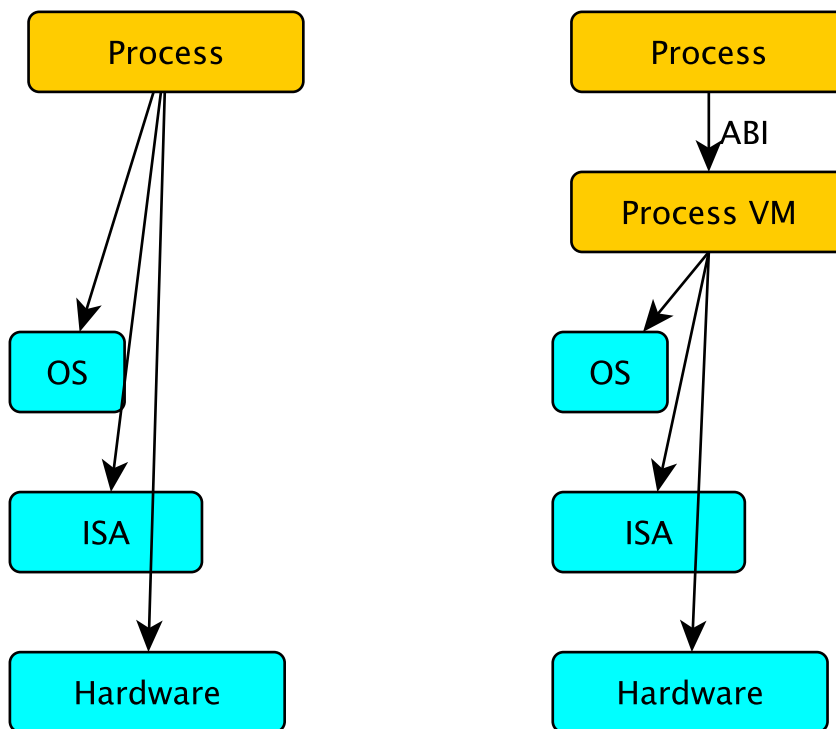 Process
OS
ISA
Hardware
Process
ABI
Process VM
OS
ISA
Hardware